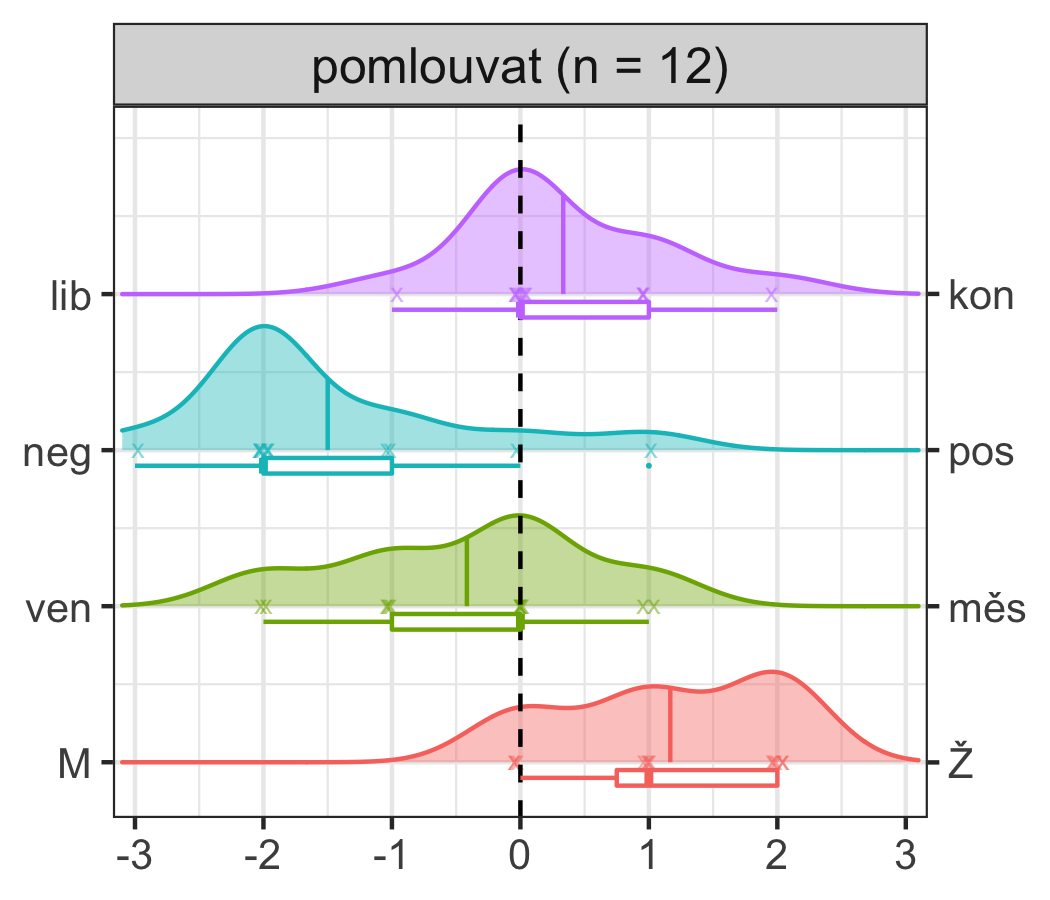 pomlouvat (n = 12)
lib kon
neg pos
ven měs
M Ž
-3 -2 -1 0 1 2 3